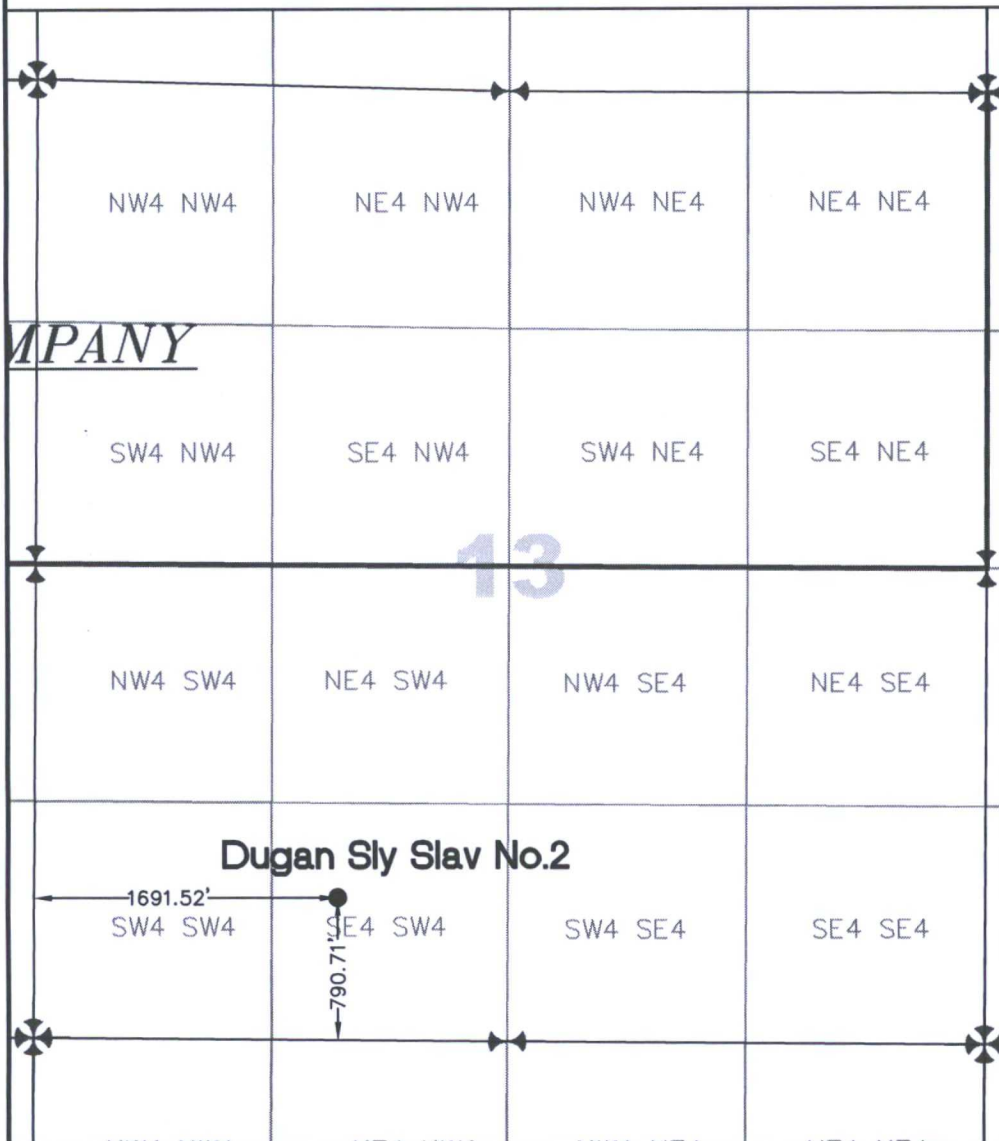 NW4 NW4 NE4 NW4 NW4 NE4 NE4 NE4
MPANY
SW4 NW4 SE4 NW4 SW4 NE4 SE4 NE4
13
NW4 SW4 NE4 SW4 NW4 SE4 NE4 SE4
Dugan Sly Slav No.2
1691.52'
SW4 SW4 SE4 SW4 SW4 SE4 SE4 SE4
790.71'